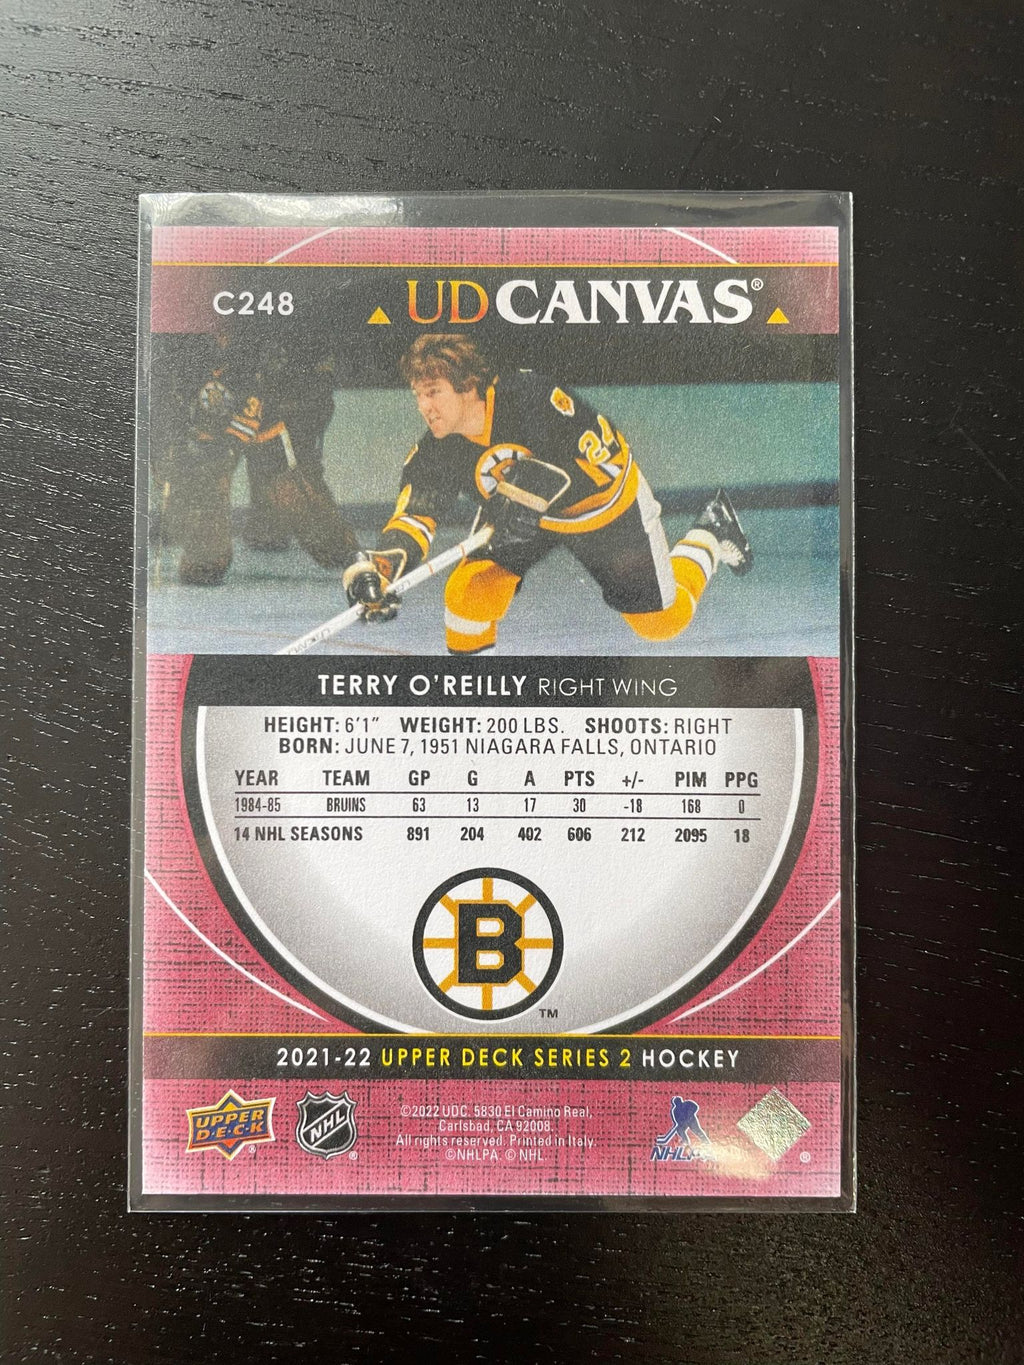 C248
UD CANVAS®
24
TERRY O'REILLY RIGHT WING
HEIGHT: 6'1" WEIGHT: 200 LBS. SHOOTS: RIGHT
BORN: JUNE 7, 1951 NIAGARA FALLS, ONTARIO
YEAR TEAM GP G A PTS +/- PIM PPG
1984-85 BRUINS 63 13 17 30 -18 168 0
14 NHL SEASONS 891 204 402 606 212 2095 18
B
TM
2021-22 UPPER DECK SERIES 2 HOCKEY
UPPER
D·E·C·K
®
NHL
®
©2022 UDC. 5830 El Camino Real,
Carlsbad, CA 92008.
All rights reserved. Printed in Italy.
©NHLPA. © NHL
®